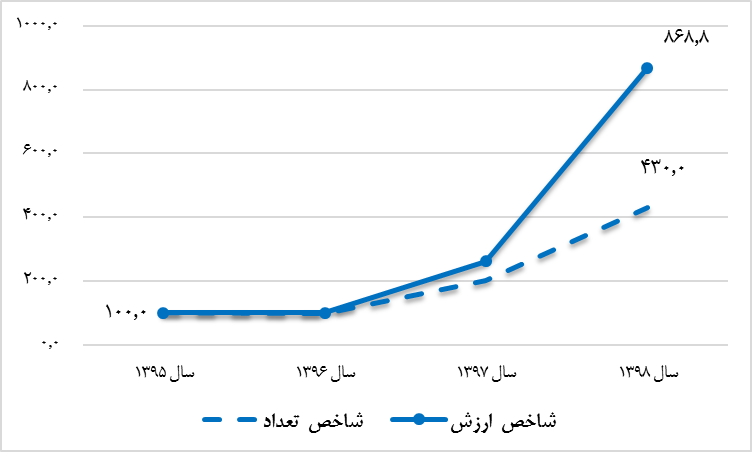 ۱۰۰۰,۰
۸۰۰,۰
۶۰۰,۰
۴۰۰,۰
۲۰۰,۰
۰,۰
۸۶۸,۸
۴۳۰,۰
۱۰۰,۰
سال ۱۳۹۵
سال ۱۳۹۶
سال ۱۳۹۷
سال ۱۳۹۸
شاخص ارزش
شاخص تعداد